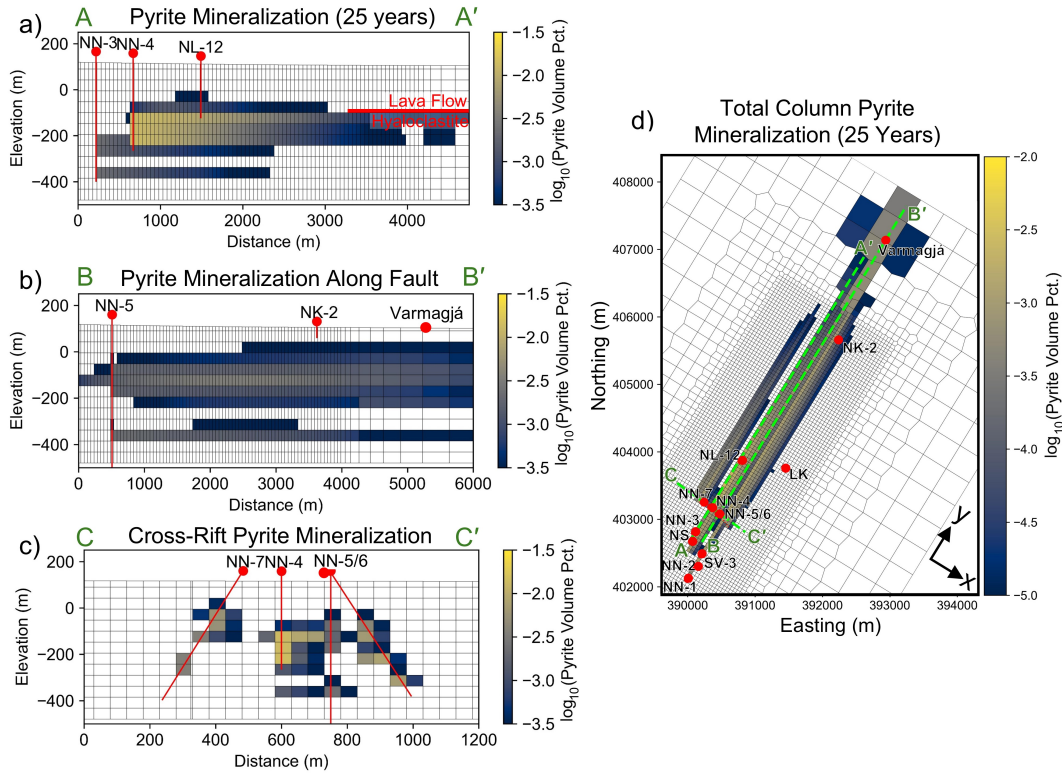 a)
A
Pyrite Mineralization (25 years)
A′
NN-3
NN-4
NL-12
Lava Flow
Hyaloclastite
200
0
−200
−400
Elevation (m)
0
1000
2000
3000
4000
Distance (m)
−1.5
−2.0
−2.5
−3.0
−3.5
log10(Pyrite Volume Pct.)
b)
B
Pyrite Mineralization Along Fault
B′
NN-5
NK-2
Varmagjá
200
0
−200
−400
Elevation (m)
0
1000
2000
3000
4000
5000
6000
Distance (m)
−1.5
−2.0
−2.5
−3.0
−3.5
log10(Pyrite Volume Pct.)
c)
C
Cross-Rift Pyrite Mineralization
C′
NN-7
NN-4
NN-5/6
200
0
−200
−400
Elevation (m)
0
200
400
600
800
1000
1200
Distance (m)
−1.5
−2.0
−2.5
−3.0
−3.5
log10(Pyrite Volume Pct.)
d)
Total Column Pyrite
Mineralization (25 Years)
408000
407000
406000
405000
404000
403000
402000
Northing (m)
390000
391000
392000
393000
394000
Easting (m)
B′
A′
Varmagjá
NK-2
NL-12
LK
C
NN-7
NN-4
NN-5/6
NN-3
C′
NS
A
B
SV-3
NN-2
NN-1
y
x
−2.0
−2.5
−3.0
−3.5
−4.0
−4.5
−5.0
log10(Pyrite Volume Pct.)